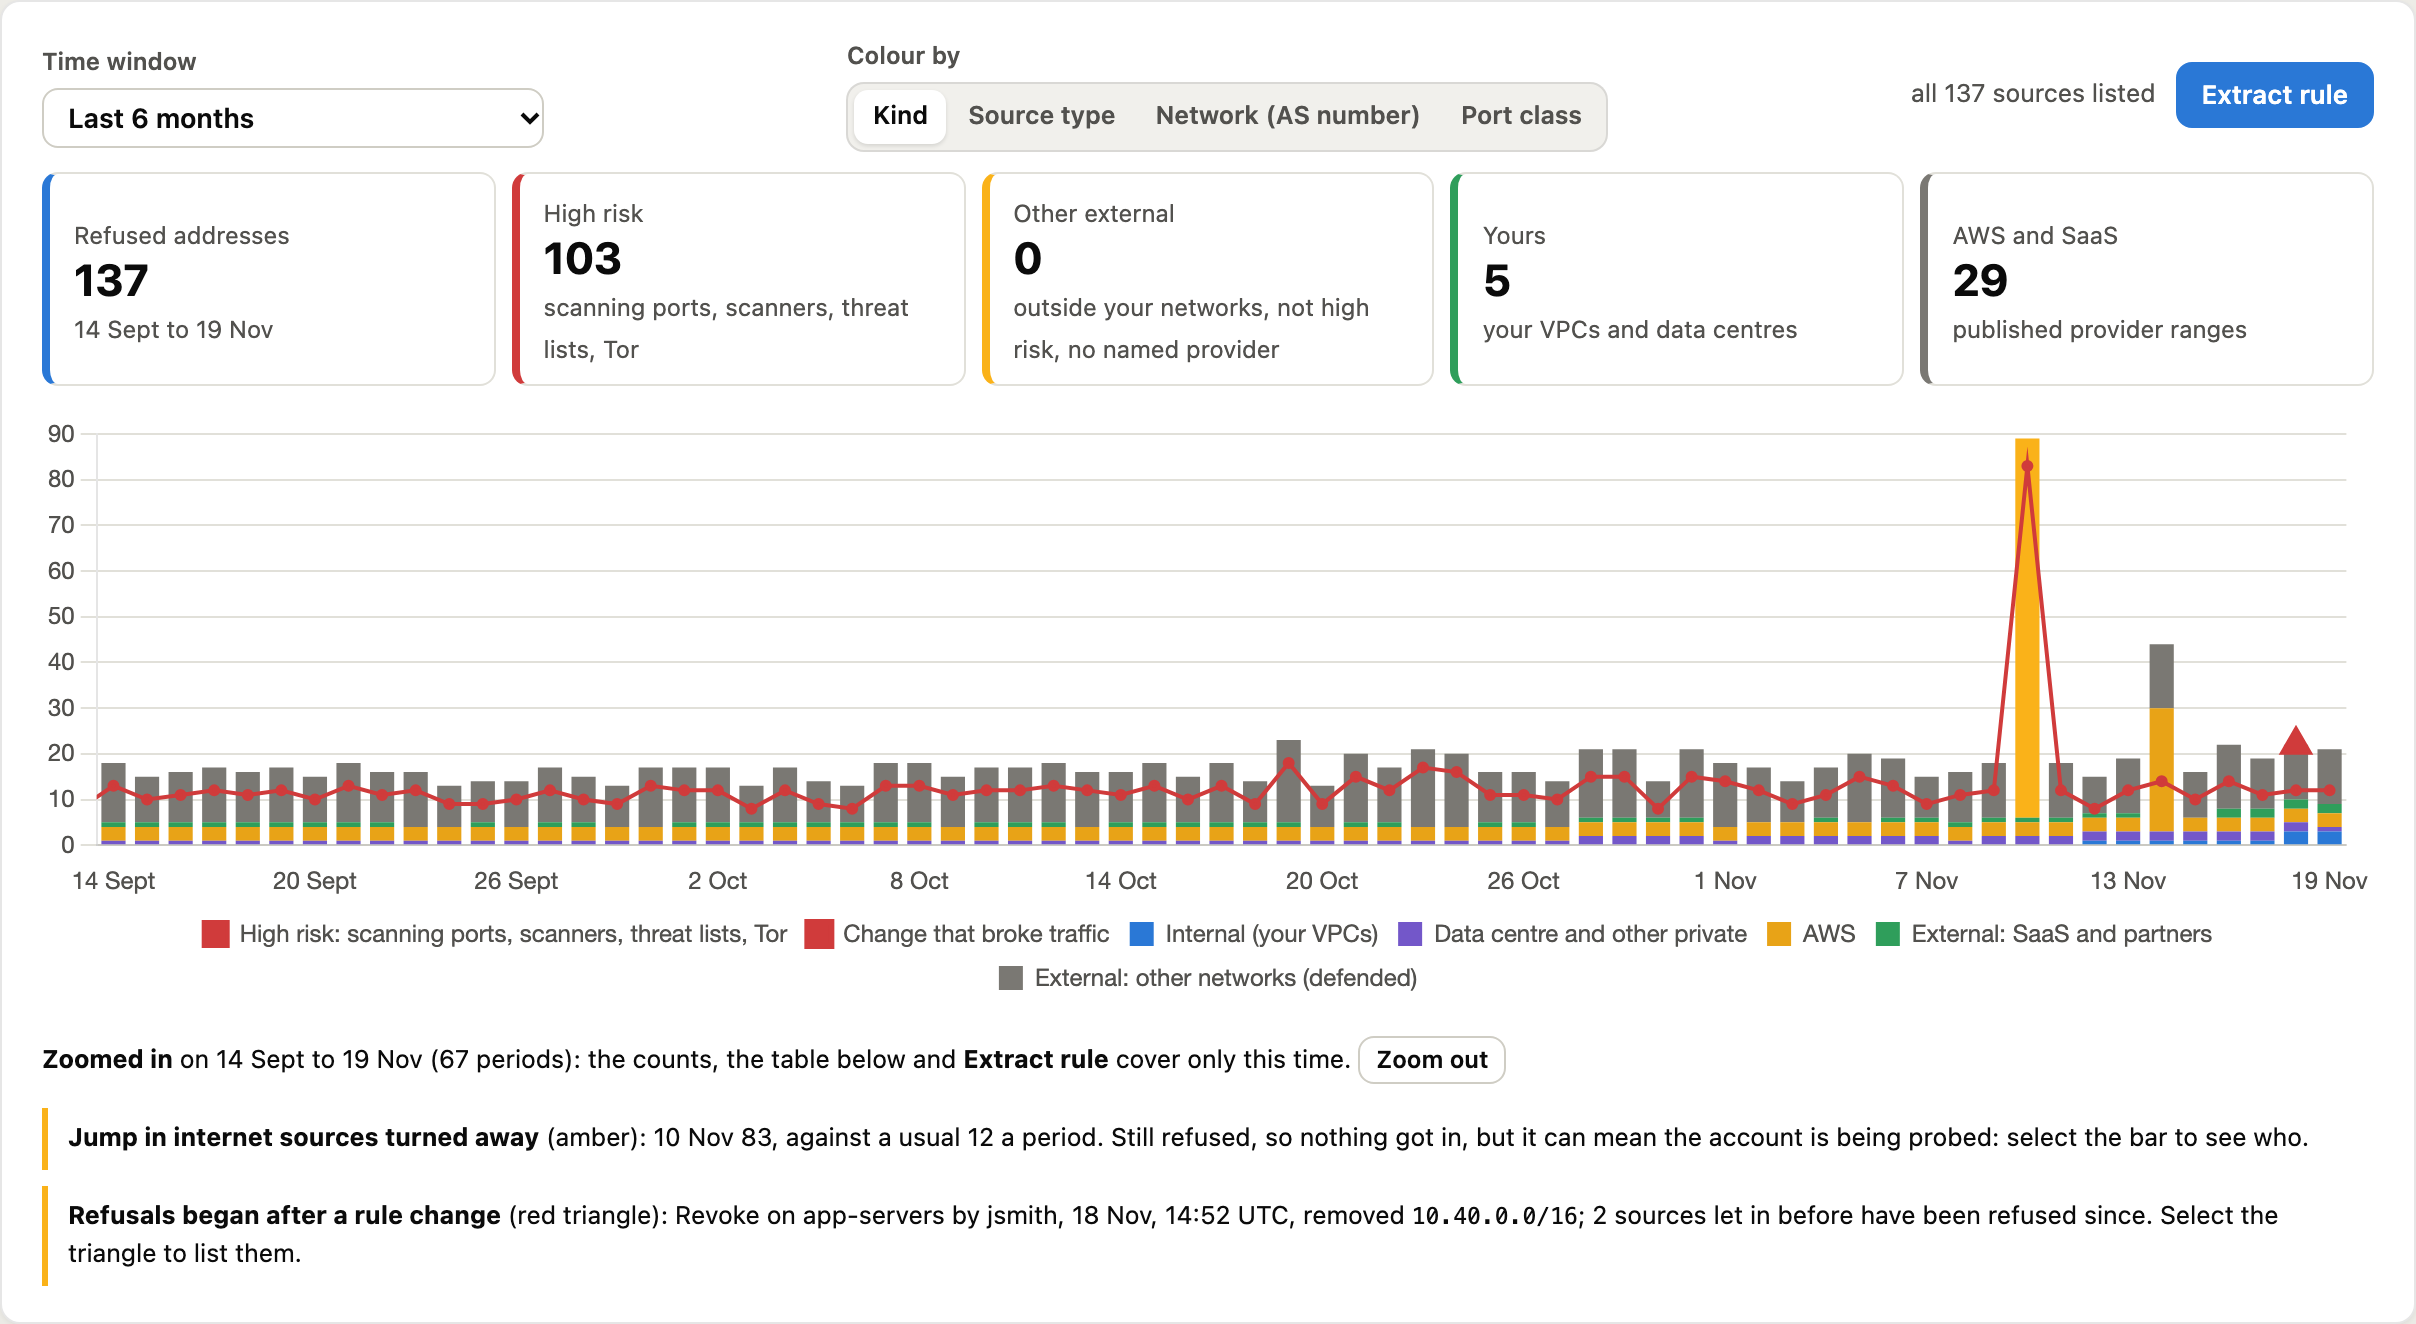 Time window
Colour by
Last 6 months
Kind Source type Network (AS number) Port class
all 137 sources listed
Extract rule
Refused addresses
137
14 Sept to 19 Nov
High risk
103
scanning ports, scanners, threat
lists, Tor
Other external
0
outside your networks, not high
risk, no named provider
Yours
5
your VPCs and data centres
AWS and SaaS
29
published provider ranges
90
80
70
60
50
40
30
20
10
0
14 Sept 20 Sept 26 Sept 2 Oct 8 Oct 14 Oct 20 Oct 26 Oct 1 Nov 7 Nov 13 Nov 19 Nov
High risk: scanning ports, scanners, threat lists, Tor Change that broke traffic Internal (your VPCs) Data centre and other private AWS External: SaaS and partners
External: other networks (defended)
Zoomed in on 14 Sept to 19 Nov (67 periods): the counts, the table below and Extract rule cover only this time. Zoom out
Jump in internet sources turned away (amber): 10 Nov 83, against a usual 12 a period. Still refused, so nothing got in, but it can mean the account is being probed: select the bar to see who.
Refusals began after a rule change (red triangle): Revoke on app-servers by jsmith, 18 Nov, 14:52 UTC, removed 10.40.0.0/16; 2 sources let in before have been refused since. Select the
triangle to list them.